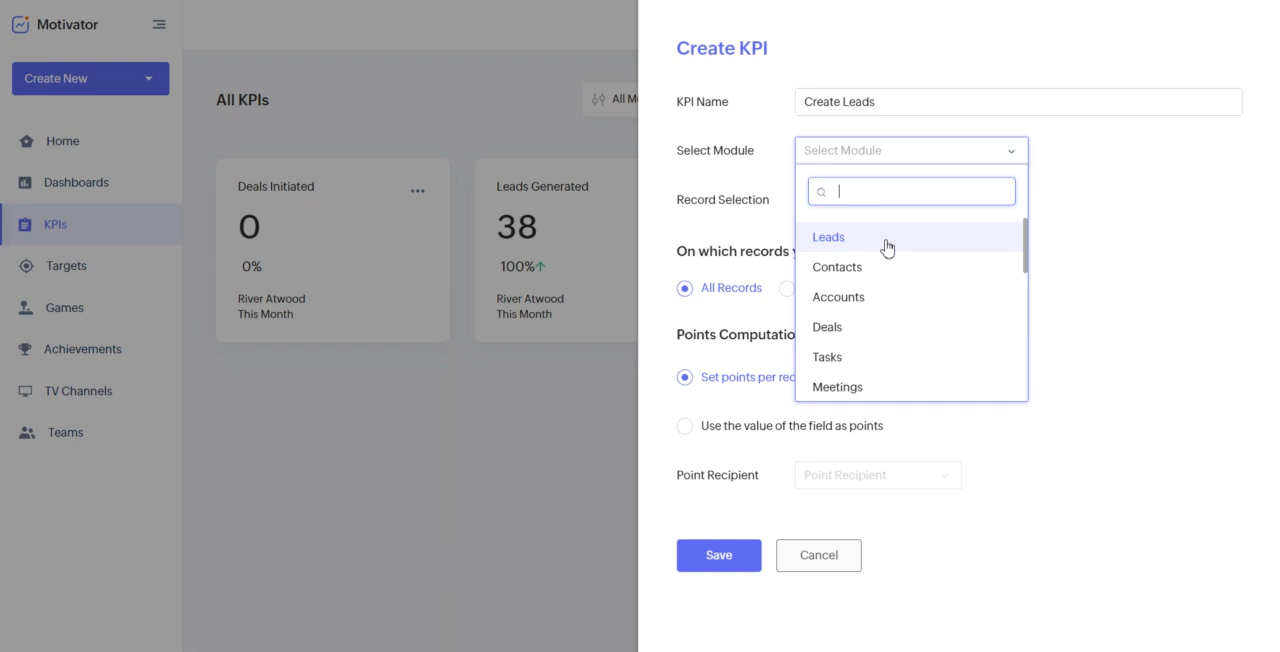 Motivator
Create New
Home
Dashboards
KPIs
Targets
Games
Achievements
TV Channels
Teams
All KPIs
All M
Deals Initiated
0
0%
River Atwood
This Month
Leads Generated
38
100%↑
River Atwood
This Month
Create KPI
KPI Name
Create Leads
Select Module
Select Module
Leads
Contacts
Accounts
Deals
Tasks
Meetings
Record Selection
On which records y
All Records
Points Computatio
Set points per rec
Use the value of the field as points
Point Recipient
Point Recipient
Save
Cancel